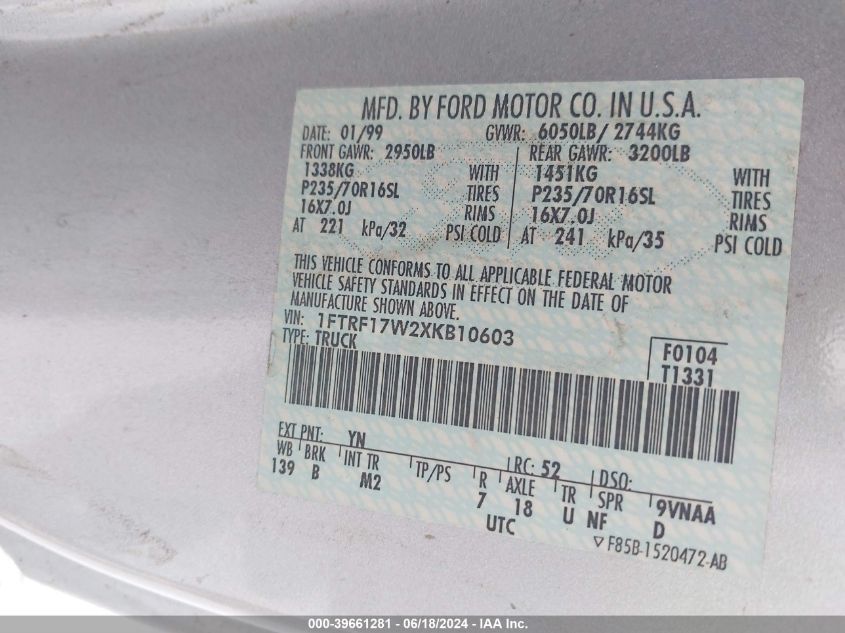 MFD. BY FORD MOTOR CO. IN U.S.A.
DATE: 01/99 GVWR: 6050LB/ 2744KG
FRONT GAWR: 2950LB REAR GAWR: 3200LB
1338KG WITH 1451KG WITH
P235/70R16SL TIRES P235/70R16SL TIRES
16X7.0J RIMS 16X7.0J RIMS
AT 221 kPa/32 PSI COLD AT 241 kPa/35 PSI COLD
THIS VEHICLE CONFORMS TO ALL APPLICABLE FEDERAL MOTOR
VEHICLE SAFETY STANDARDS IN EFFECT ON THE DATE OF
MANUFACTURE SHOWN ABOVE.
VIN: 1FTRF17W2XKB10603
TYPE: TRUCK
F0104
T1331
EXT PNT: YN RC: 52 DSO:
WB BRK INT TR TP/PS R AXLE TR SPR 9VNAA
139 B M2 7 18 U NF D
UTC
▽F85B-1520472-AB
000-39661281 - 06/18/2024 - IAA Inc.